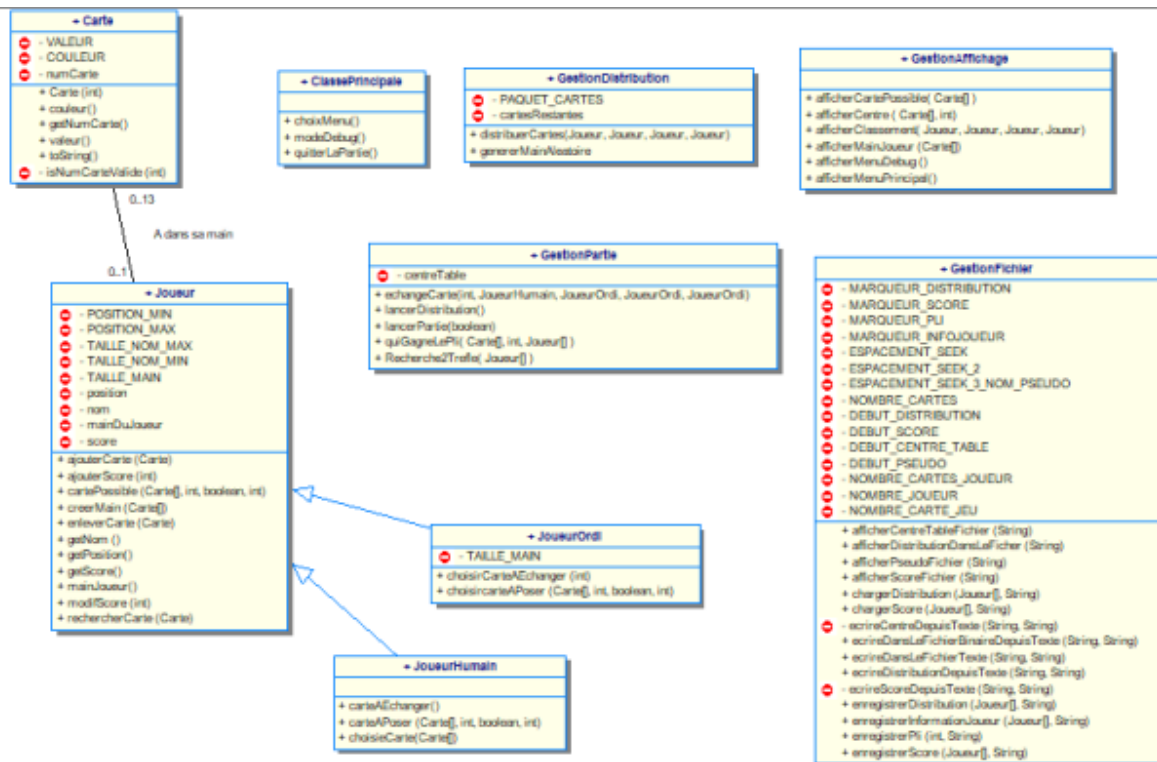 + Carte
- VALEUR
- COULEUR
- numCarte
+ Carte (int)
+ couleur()
+ getNumCarte()
+ valeur()
+ toString()
- isNumCarteValide (int)
0..13
A dans sa main
0..1
+ ClassePrincipale
+ choixMenu()
+ modeDebug()
+ quitterLaPartie()
+ GestionDistribution
- PAQUET_CARTES
- cartesRestantes
+ distribuerCartes(Joueur, Joueur, Joueur, Joueur)
+ genererMainAleatoire
+ GestionAffichage
+ afficherCartePossible( Carte[] )
+ afficherCentre ( Carte[], int)
+ afficherClassement( Joueur, Joueur, Joueur, Joueur)
+ afficherMainJoueur (Carte[])
+ afficherMenuDebug ()
+ afficherMenuPrincipal()
+ GestionPartie
- centreTable
+ echangeCarte(int, JoueurHumain, JoueurOrdi, JoueurOrdi, JoueurOrdi)
+ lancerDistribution()
+ lancerPartie(boolean)
+ quiGagneLePli( Carte[], int, Joueur[] )
+ Recherche2Trefle( Joueur[] )
+ Joueur
- POSITION_MIN
- POSITION_MAX
- TAILLE_NOM_MAX
- TAILLE_NOM_MIN
- TAILLE_MAIN
- position
- nom
- mainDuJoueur
- score
+ ajouterCarte (Carte)
+ ajouterScore (int)
+ cartePossible (Carte[], int, boolean, int)
+ creerMain (Carte[])
+ enleverCarte (Carte)
+ getNom ()
+ getPosition()
+ getScore()
+ mainJoueur()
+ modifScore (int)
+ rechercherCarte (Carte)
+ JoueurOrdi
- TAILLE_MAIN
+ choisirCarteAEchanger (int)
+ choisircarteAPoser (Carte[], int, boolean, int)
+ JoueurHumain
+ carteAEchanger()
+ carteAPoser (Carte[], int, boolean, int)
+ choisieCarte(Carte[])
+ GestionFichier
- MARQUEUR_DISTRIBUTION
- MARQUEUR_SCORE
- MARQUEUR_PLI
- MARQUEUR_INFOJOUEUR
- ESPACEMENT_SEEK
- ESPACEMENT_SEEK_2
- ESPACEMENT_SEEK_3_NOM_PSEUDO
- NOMBRE_CARTES
- DEBUT_DISTRIBUTION
- DEBUT_SCORE
- DEBUT_CENTRE_TABLE
- DEBUT_PSEUDO
- NOMBRE_CARTES_JOUEUR
- NOMBRE_JOUEUR
- NOMBRE_CARTE_JEU
+ afficherCentreTableFichier (String)
+ afficherDistributionDansLeFicher (String)
+ afficherPseudoFichier (String)
+ afficherScoreFichier (String)
+ chargerDistribution (Joueur[], String)
+ chargerScore (Joueur[], String)
- ecrireCentreDepuisTexte (String, String)
+ ecrireDansLeFichierBinaireDepuisTexte (String, String)
+ ecrireDansLeFichierTexte (String, String)
+ ecrireDistributionDepuisTexte (String, String)
- ecrireScoreDepuisTexte (String, String)
+ enregistrerDistribution (Joueur[], String)
+ enregistrerInformationJoueur (Joueur[], String)
+ enregistrerPli (int, String)
+ enregistrerScore (Joueur[], String)